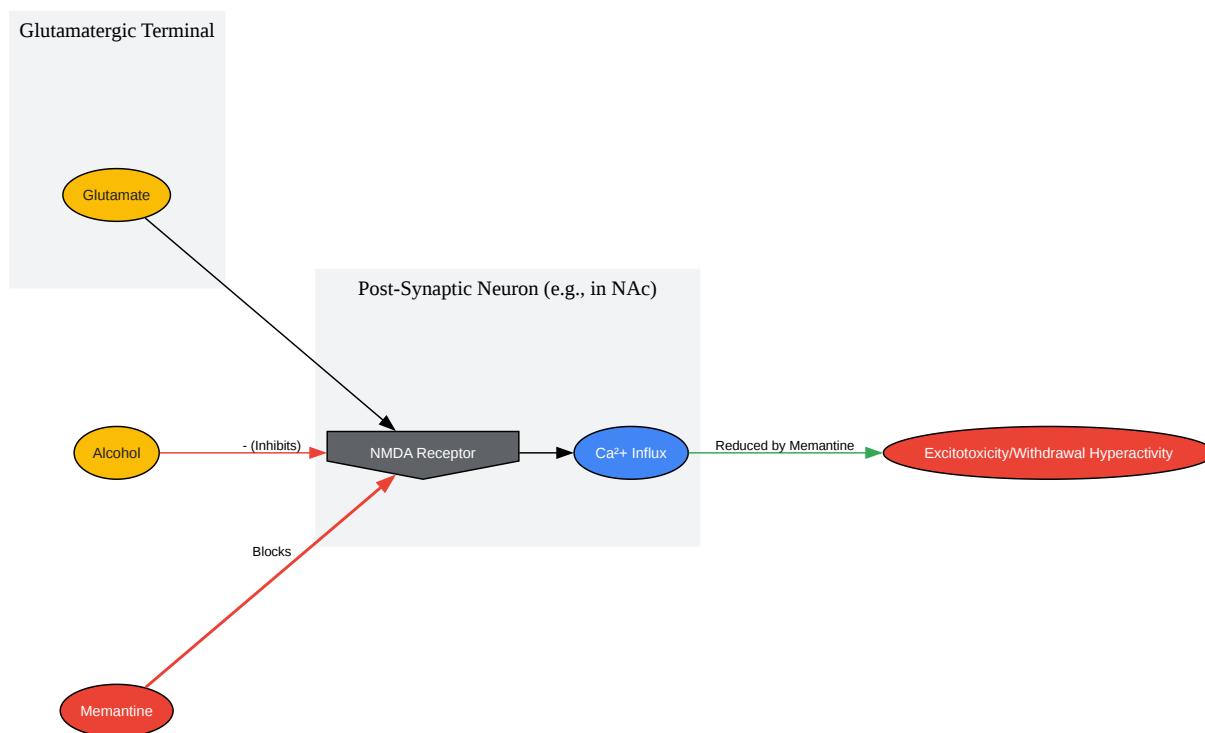 Glutamatergic Terminal
Glutamate
Post-Synaptic Neuron (e.g., in NAc)
Alcohol
- (Inhibits)
NMDA Receptor
Ca²+ Influx
Reduced by Memantine
Excitotoxicity/Withdrawal Hyperactivity
Blocks
Memantine